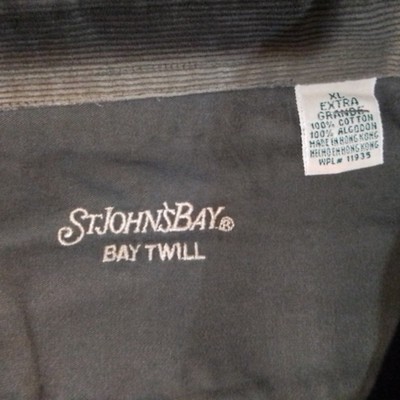 XL
EXTRA
GRANDE
100% COTTON
100% ALGODON
MADE IN HONG KONG
HECHO EN HONG KONG
WPL# 11935
ST. JOHN'S BAY®
BAY TWILL